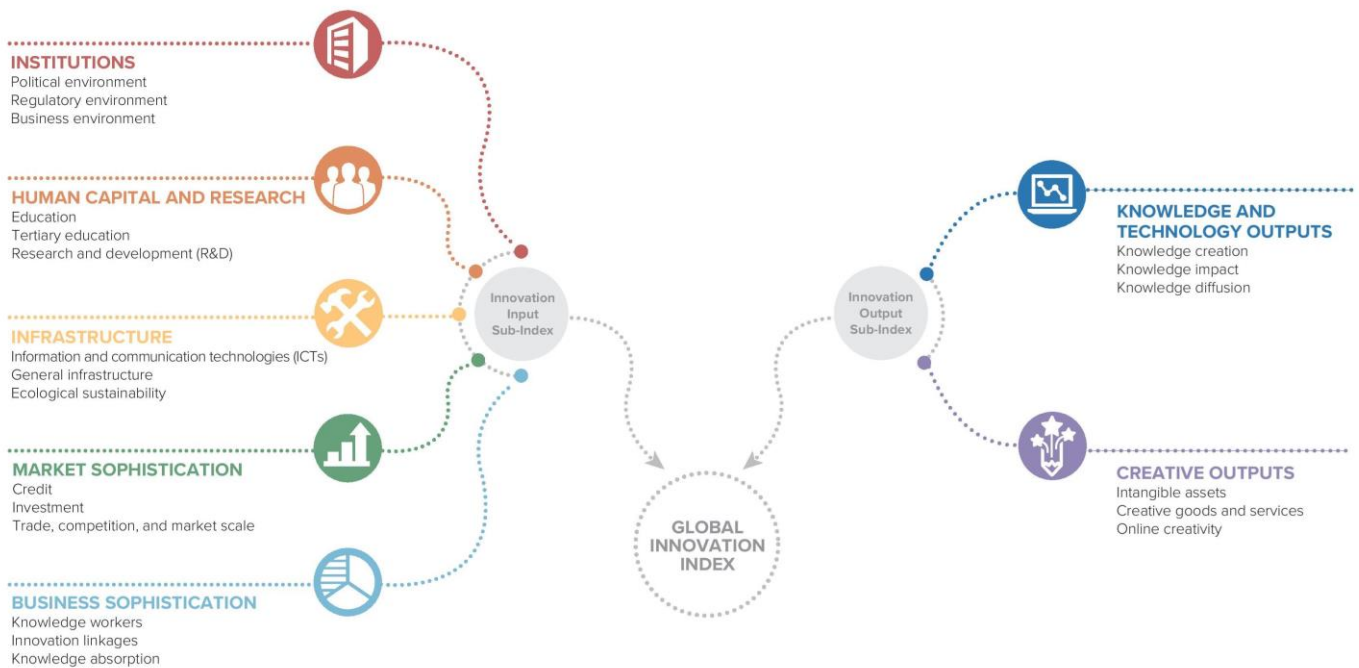 INSTITUTIONS
Political environment
Regulatory environment
Business environment
HUMAN CAPITAL AND RESEARCH
Education
Tertiary education
Research and development (R&D)
INFRASTRUCTURE
Information and communication technologies (ICTs)
General infrastructure
Ecological sustainability
MARKET SOPHISTICATION
Credit
Investment
Trade, competition, and market scale
BUSINESS SOPHISTICATION
Knowledge workers
Innovation linkages
Knowledge absorption
Innovation
Input
Sub-Index
GLOBAL
INNOVATION
INDEX
Innovation
Output
Sub-Index
KNOWLEDGE AND
TECHNOLOGY OUTPUTS
Knowledge creation
Knowledge impact
Knowledge diffusion
CREATIVE OUTPUTS
Intangible assets
Creative goods and services
Online creativity